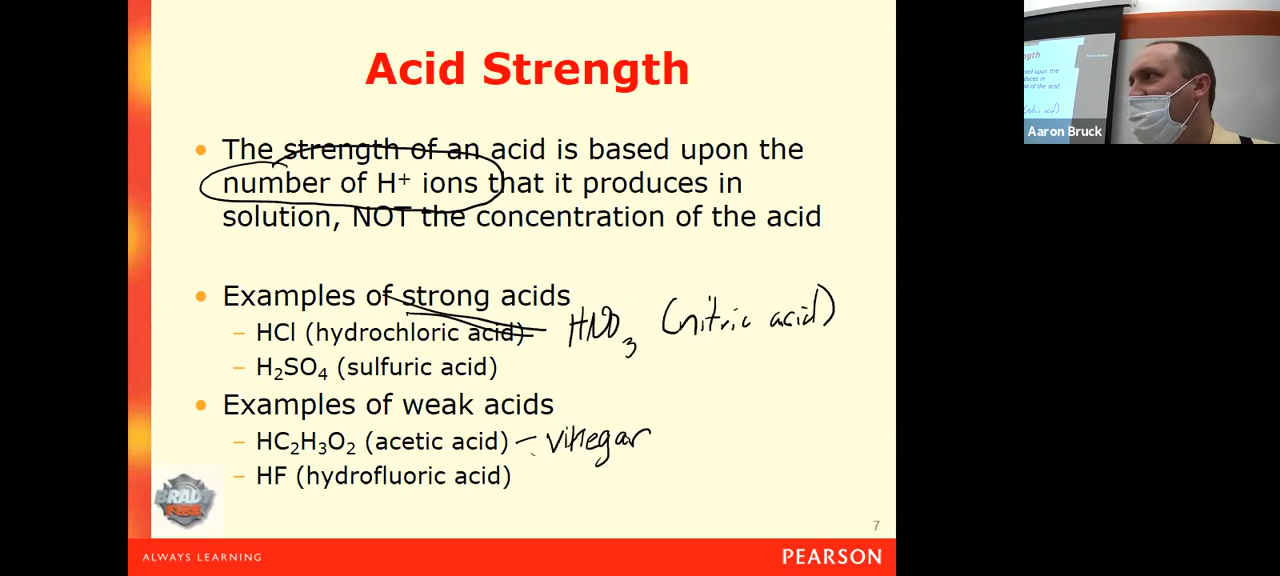 Acid Strength
• The strength of an acid is based upon the
number of H⁺ ions that it produces in
solution, NOT the concentration of the acid
• Examples of strong acids
– HCl (hydrochloric acid) HNO₃ (nitric acid)
– H₂SO₄ (sulfuric acid)
• Examples of weak acids
– HC₂H₃O₂ (acetic acid) – vinegar
– HF (hydrofluoric acid)
BRADY
FIRE
7
ALWAYS LEARNING
PEARSON
Aaron Bruck